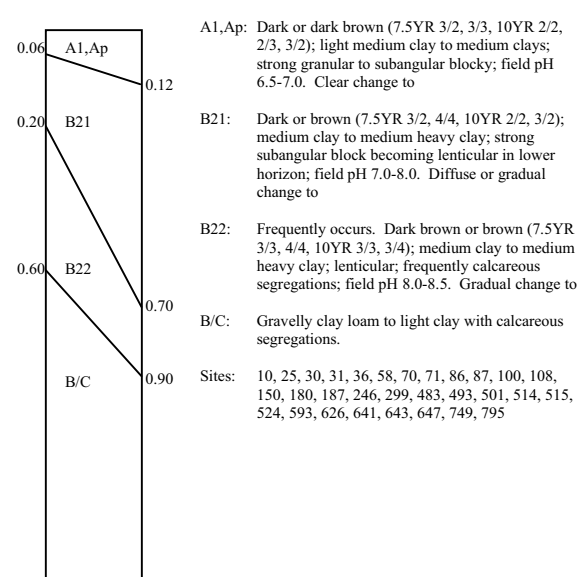 0.06
A1,Ap
0.12
0.20
B21
0.60
B22
0.70
0.90
B/C
A1,Ap: Dark or dark brown (7.5YR 3/2, 3/3, 10YR 2/2,
2/3, 3/2); light medium clay to medium clays;
strong granular to subangular blocky; field pH
6.5-7.0. Clear change to
B21: Dark or brown (7.5YR 3/2, 4/4, 10YR 2/2, 3/2);
medium clay to medium heavy clay; strong
subangular block becoming lenticular in lower
horizon; field pH 7.0-8.0. Diffuse or gradual
change to
B22: Frequently occurs. Dark brown or brown (7.5YR
3/3, 4/4, 10YR 3/3, 3/4); medium clay to medium
heavy clay; lenticular; frequently calcareous
segregations; field pH 8.0-8.5. Gradual change to
B/C: Gravelly clay loam to light clay with calcareous
segregations.
Sites: 10, 25, 30, 31, 36, 58, 70, 71, 86, 87, 100, 108,
150, 180, 187, 246, 299, 483, 493, 501, 514, 515,
524, 593, 626, 641, 643, 647, 749, 795